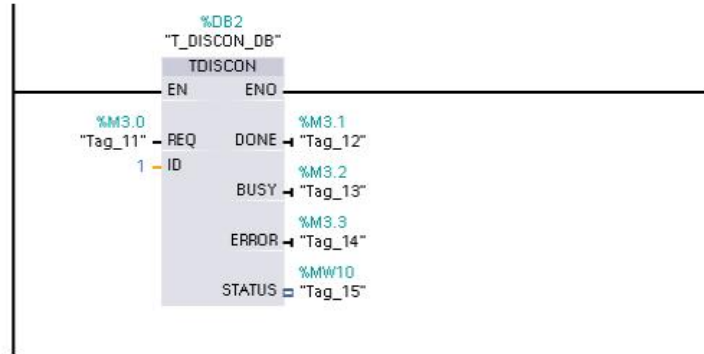 %DB2
"T_DISCON_DB"
TDISCON
EN ENO
%M3.0 %M3.1
"Tag_11" REQ DONE "Tag_12"
1 ID
%M3.2
BUSY "Tag_13"
%M3.3
ERROR "Tag_14"
%MW10
STATUS "Tag_15"